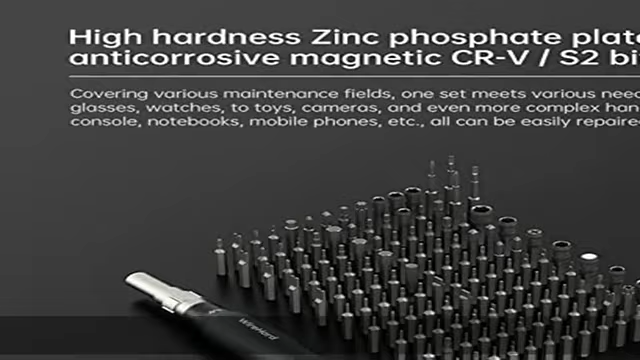 High hardness Zinc phosphate plate
anticorrosive magnetic CR-V / S2 bi
Covering various maintenance fields, one set meets various need
glasses, watches, to toys, cameras, and even more complex han
console, notebooks, mobile phones, etc., all can be easily repaire
WireHard